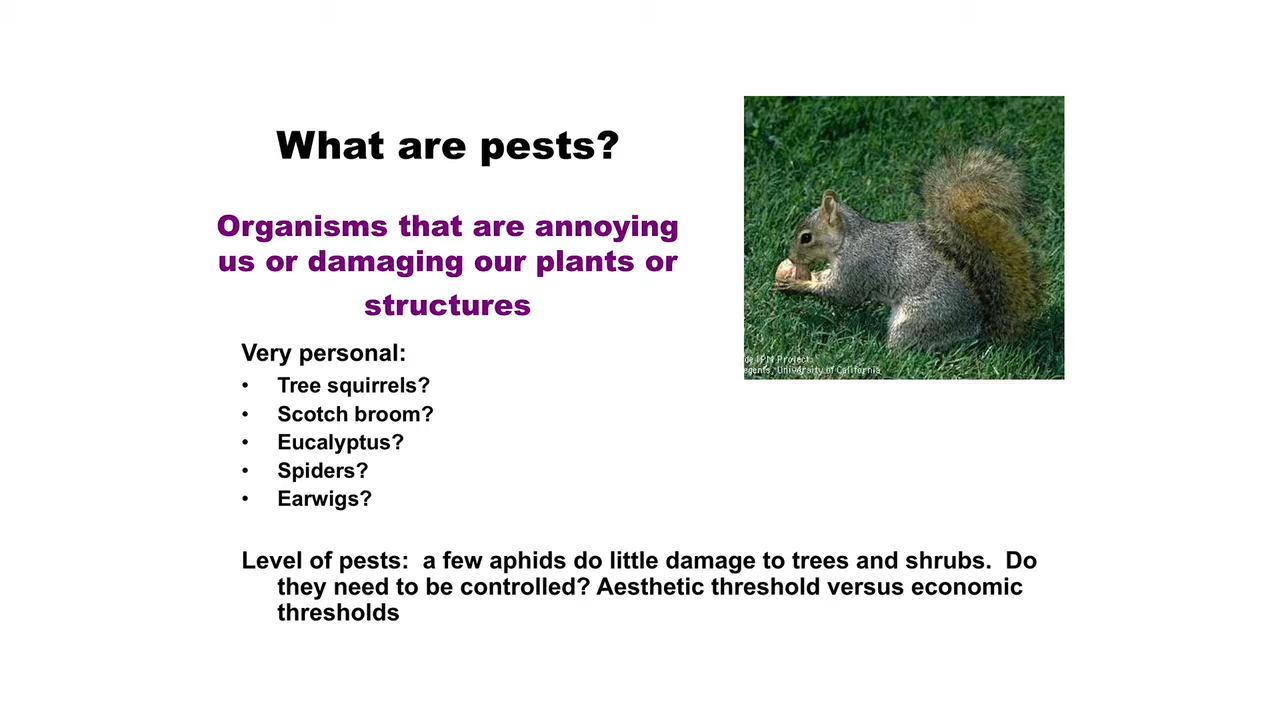 What are pests?
Organisms that are annoying
us or damaging our plants or
structures
Very personal:
• Tree squirrels?
• Scotch broom?
• Eucalyptus?
• Spiders?
• Earwigs?
Level of pests:  a few aphids do little damage to trees and shrubs.  Do
they need to be controlled? Aesthetic threshold versus economic
thresholds
de IPM Project
egents, University of California